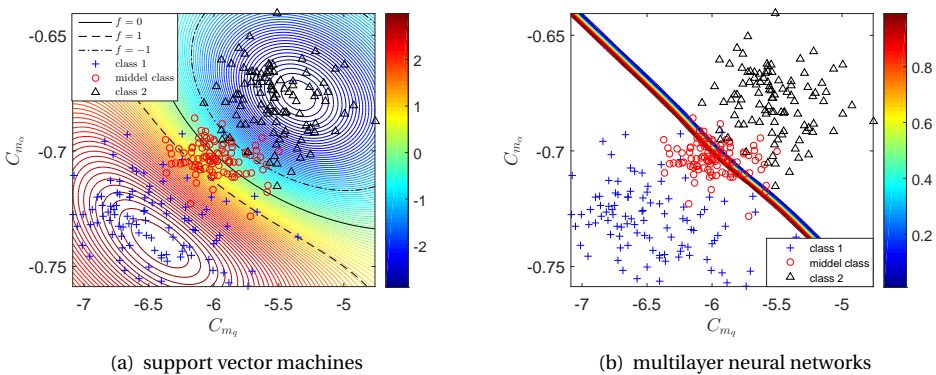 f = 0
f = 1
f = −1
class 1
middel class
class 2
-0.65
-0.7
-0.75
C_{m_α}
-7
-6.5
-6
-5.5
-5
C_{m_q}
3
2
1
0
-1
-2
(a) support vector machines
-0.65
-0.7
-0.75
C_{m_α}
-7
-6.5
-6
-5.5
-5
C_{m_q}
class 1
middel class
class 2
0.8
0.6
0.4
0.2
(b) multilayer neural networks